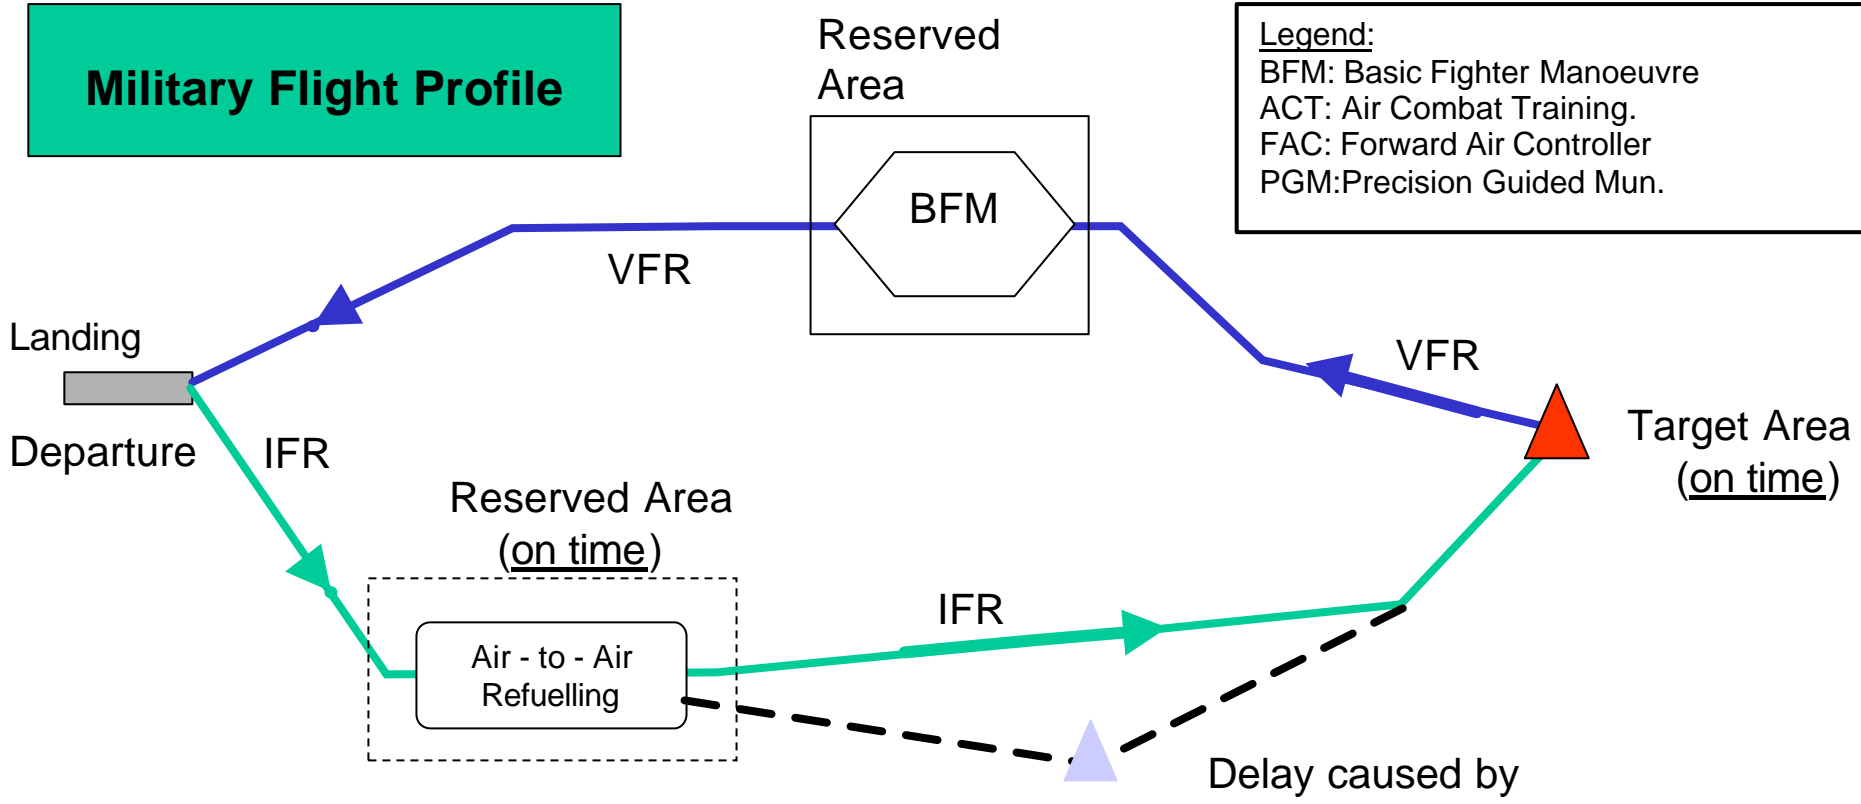 Military Flight Profile
Reserved
Area
Legend:
BFM: Basic Fighter Manoeuvre
ACT: Air Combat Training.
FAC: Forward Air Controller
PGM:Precision Guided Mun.
BFM
VFR
Landing
VFR
Departure
IFR
Target Area
(on time)
Reserved Area
(on time)
IFR
Air - to - Air
Refuelling
Delay caused by